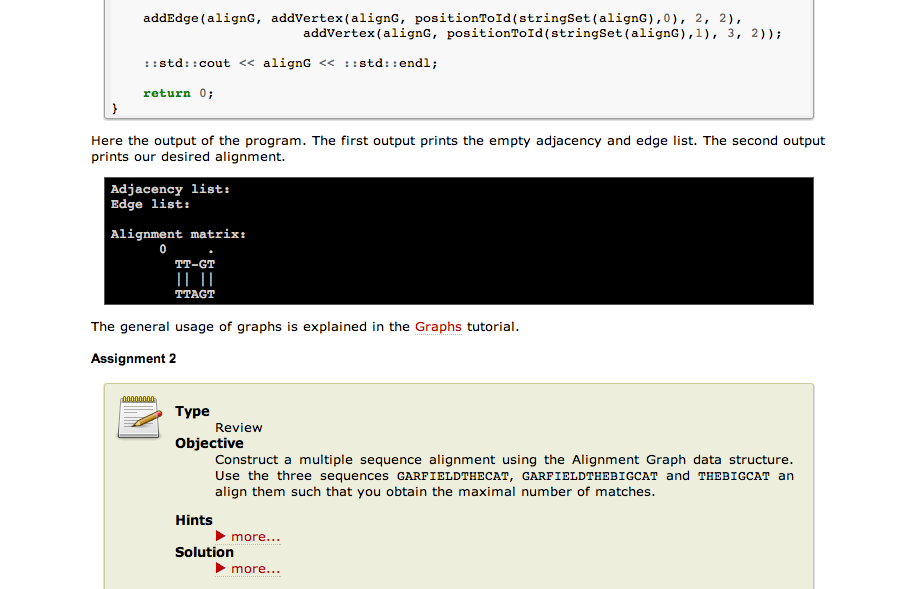 addEdge(alignG, addVertex(alignG, positionToId(stringSet(alignG),0), 2, 2),
addVertex(alignG, positionToId(stringSet(alignG),1), 3, 2));
::std::cout << alignG << ::std::endl;
return 0;
}
Here the output of the program. The first output prints the empty adjacency and edge list. The second output
prints our desired alignment.
Adjacency list:
Edge list:
Alignment matrix:
0     .
TT-GT
|| ||
TTAGT
The general usage of graphs is explained in the Graphs tutorial.
Assignment 2
Type
Review
Objective
Construct a multiple sequence alignment using the Alignment Graph data structure.
Use the three sequences GARFIELDTHECAT, GARFIELDTHEBIGCAT and THEBIGCAT an
align them such that you obtain the maximal number of matches.
Hints
▶ more...
Solution
▶ more...